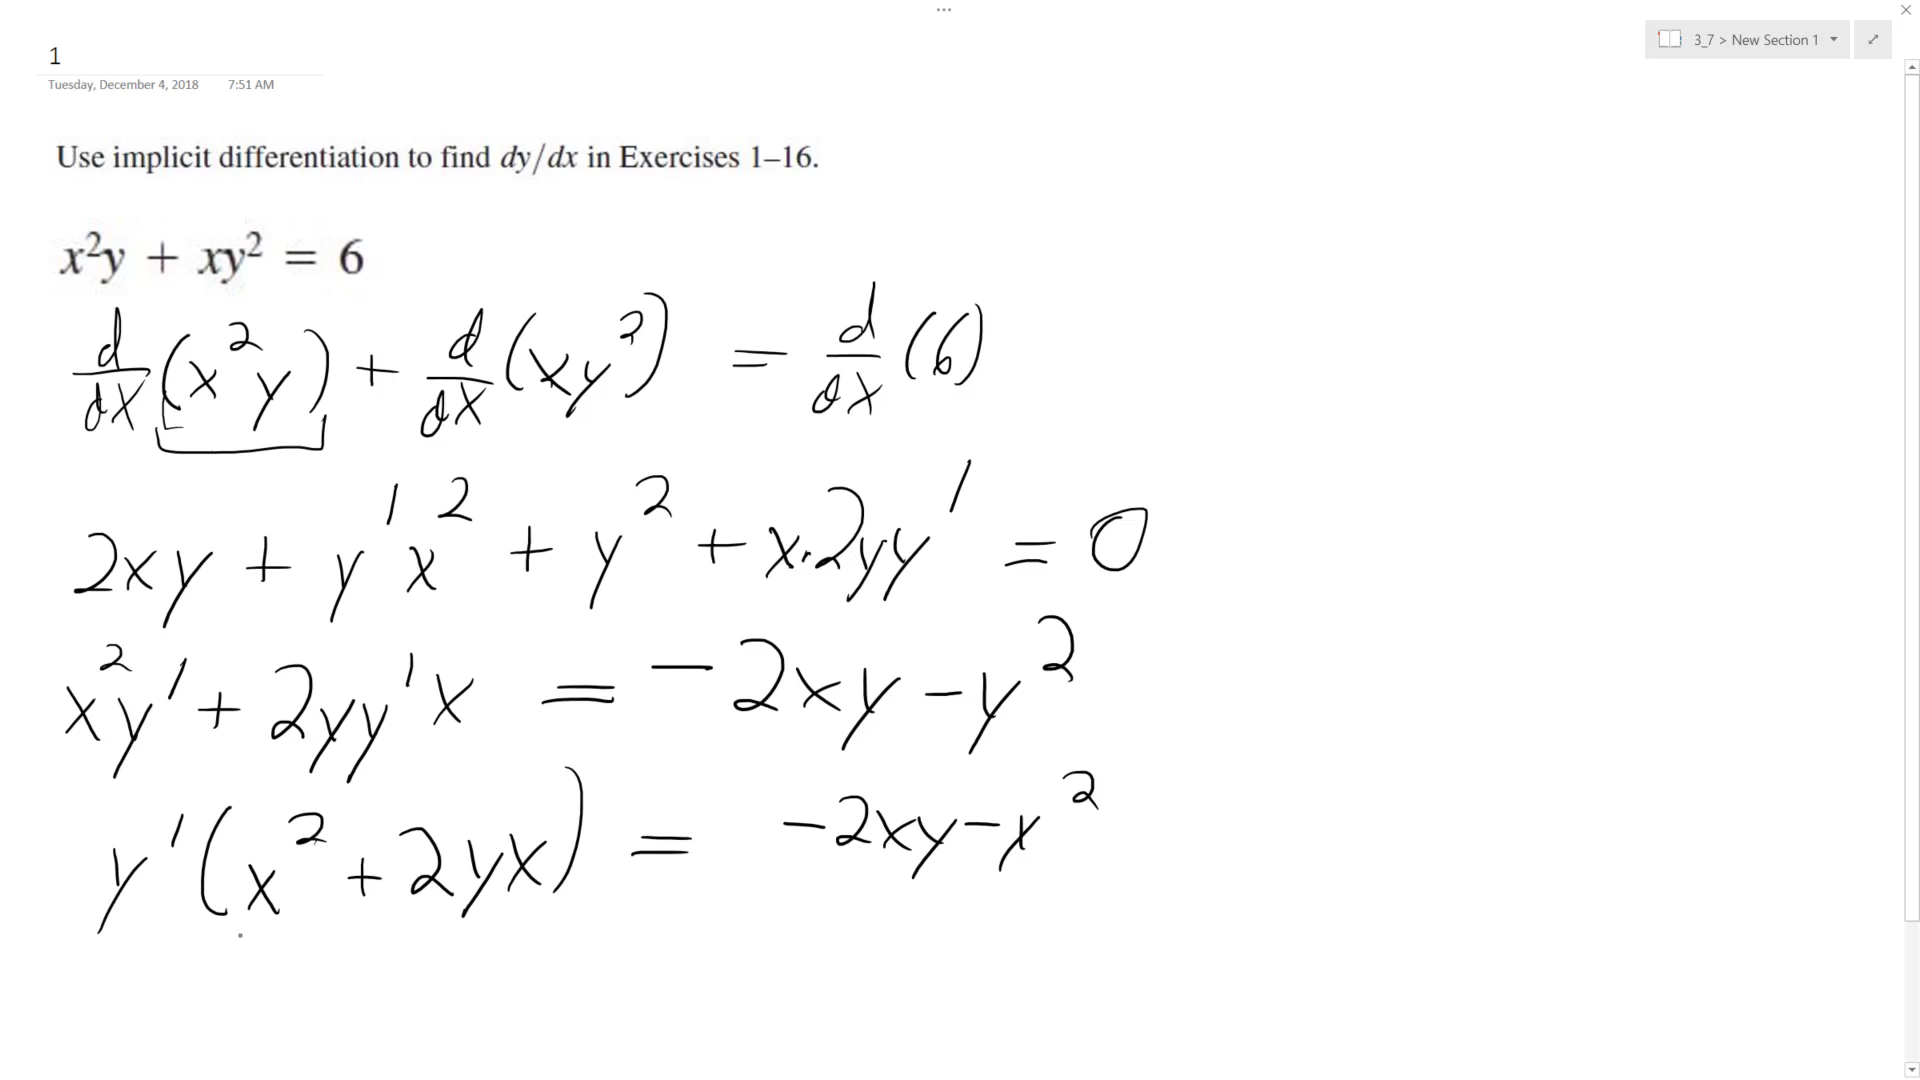 ...
3_7 > New Section 1
1
Tuesday, December 4, 2018 7:51 AM
Use implicit differentiation to find dy/dx in Exercises 1–16.
x²y + xy² = 6
d/dx (x²y) + d/dx (xy²) = d/dx (6)
2xy + y'x² + y² + x·2yy' = 0
x²y' + 2yy'x = -2xy - y²
y'(x² + 2yx) = -2xy - x²